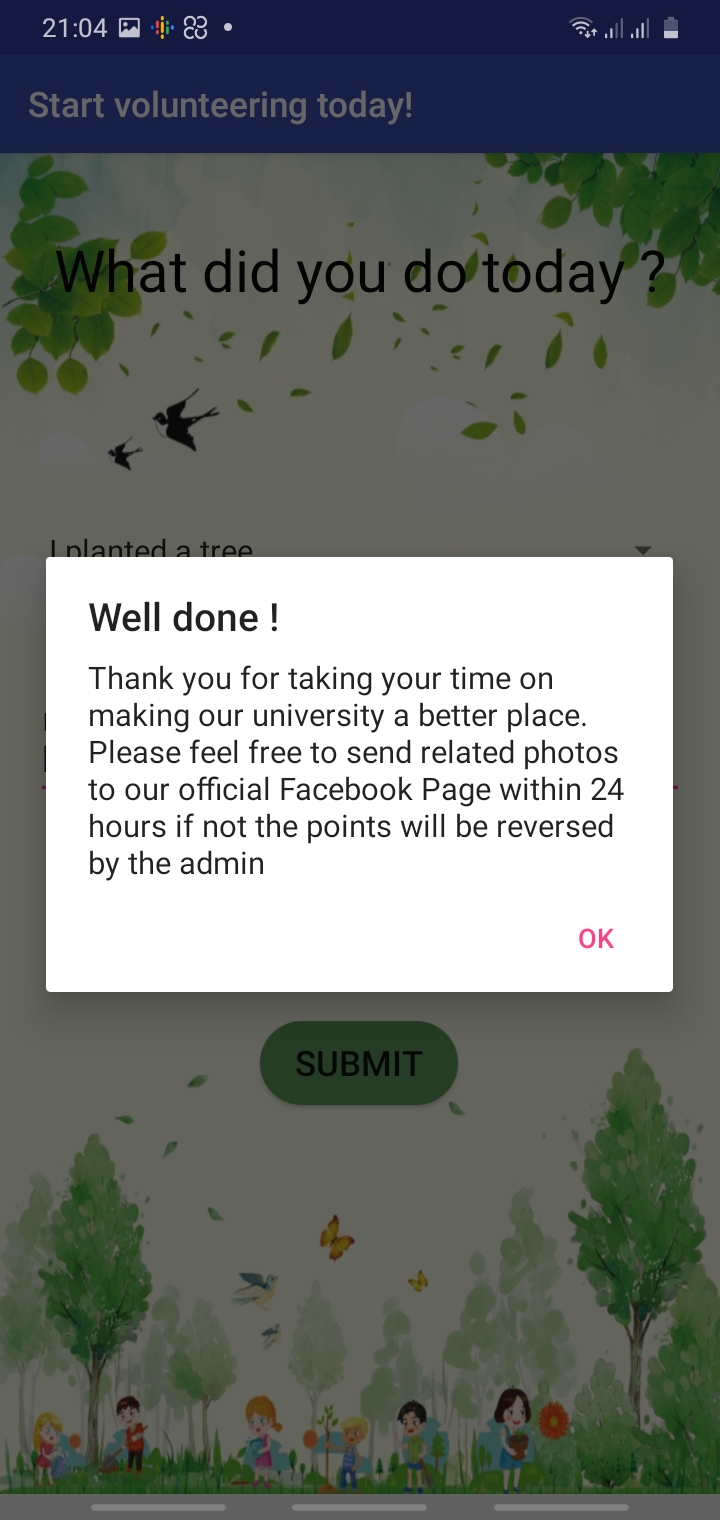 21:04
Start volunteering today!
What did you do today ?
I planted a tree
Well done !
Thank you for taking your time on
making our university a better place.
Please feel free to send related photos
to our official Facebook Page within 24
hours if not the points will be reversed
by the admin
OK
SUBMIT